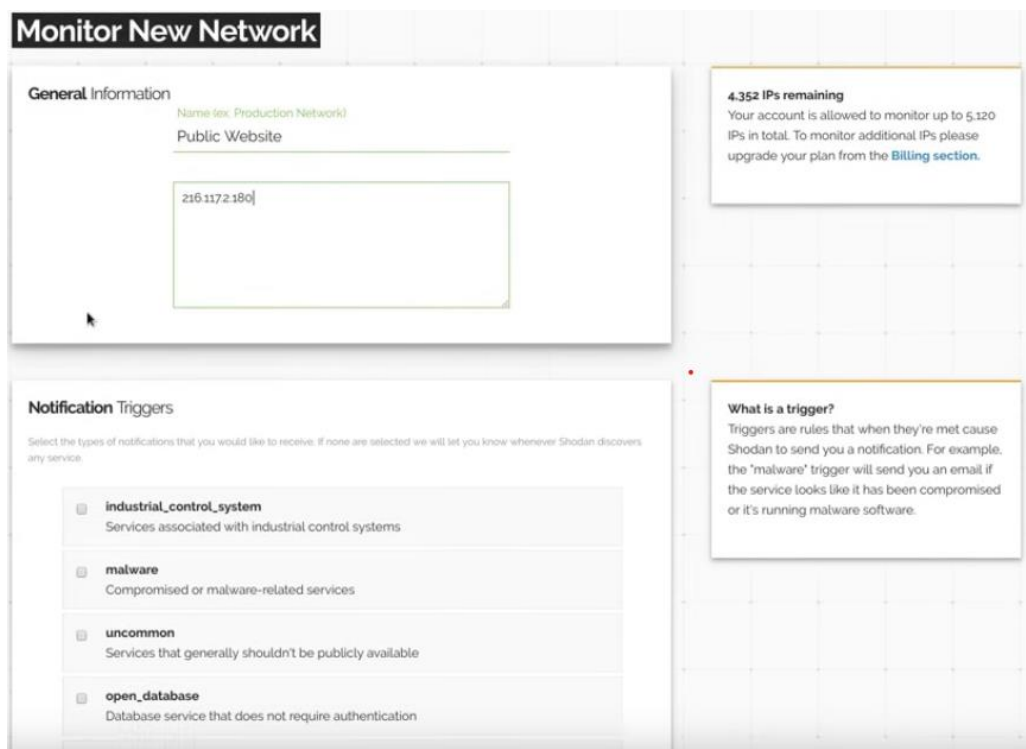 Monitor New Network
General Information
Name (ex. Production Network)
Public Website
216.117.2.180
4,352 IPs remaining
Your account is allowed to monitor up to 5,120
IPs in total. To monitor additional IPs please
upgrade your plan from the Billing section.
Notification Triggers
Select the types of notifications that you would like to receive. If none are selected we will let you know whenever Shodan discovers
any service.
industrial_control_system
Services associated with industrial control systems
malware
Compromised or malware-related services
uncommon
Services that generally shouldn't be publicly available
open_database
Database service that does not require authentication
What is a trigger?
Triggers are rules that when they're met cause
Shodan to send you a notification. For example,
the "malware" trigger will send you an email if
the service looks like it has been compromised
or it's running malware software.